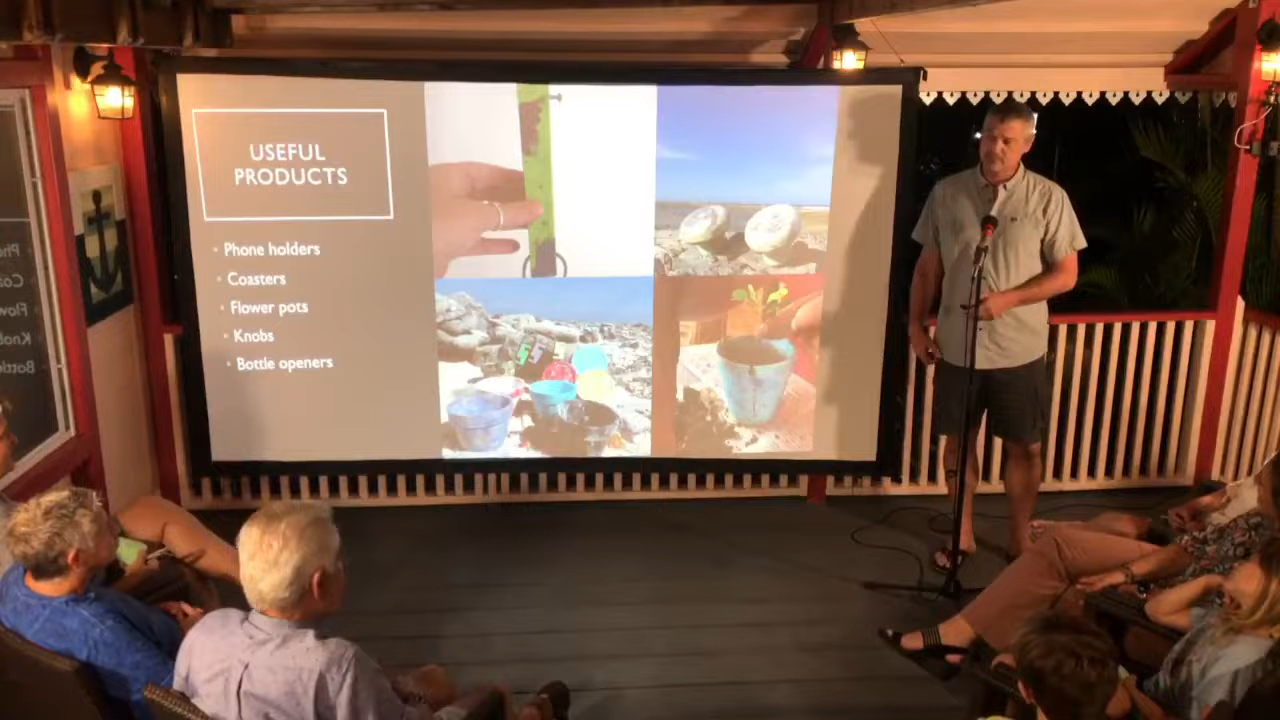 USEFUL
PRODUCTS
Phone holders
Coasters
Flower pots
Knobs
Bottle openers